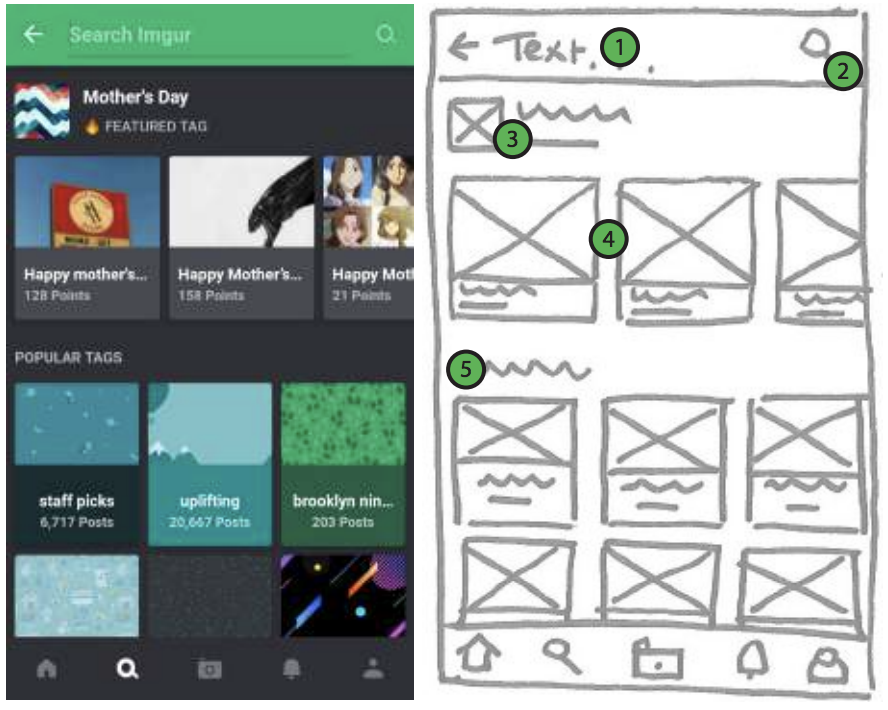 Search Imgur
Mother's Day
FEATURED TAG
Happy mother's...
128 Points
Happy Mother's...
158 Points
Happy Mot
21 Points
POPULAR TAGS
staff picks
6,717 Posts
uplifting
20,667 Posts
brooklyn nin...
203 Posts
Text...
1
2
3
4
5